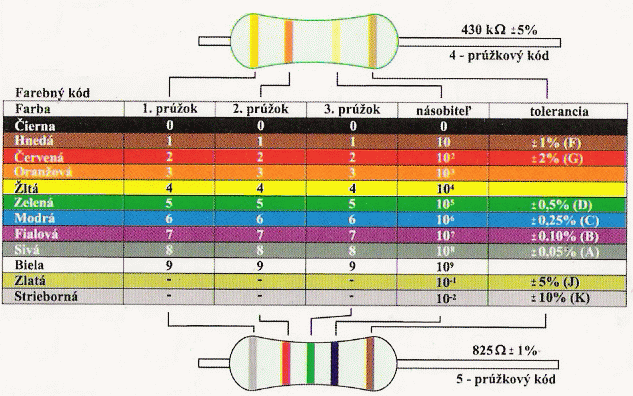 430 kΩ ±5%
4 - prúžkový kód
Farebný kód
Farba 1. prúžok 2. prúžok 3. prúžok násobiteľ tolerancia
Čierna 0 0 0 0
Hnedá 1 1 1 10 ±1% (F)
Červená 2 2 2 10² ±2% (G)
Oranžová 3 3 3 10³
Žltá 4 4 4 10⁴
Zelená 5 5 5 10⁵ ±0,5% (D)
Modrá 6 6 6 10⁶ ±0,25% (C)
Fialová 7 7 7 10⁷ ±0,10% (B)
Sivá 8 8 8 10⁸ ±0,05% (A)
Biela 9 9 9 10⁹
Zlatá - - 10⁻¹ ±5% (J)
Strieborná - - 10⁻² ±10% (K)
825 Ω ± 1%
5 - prúžkový kód